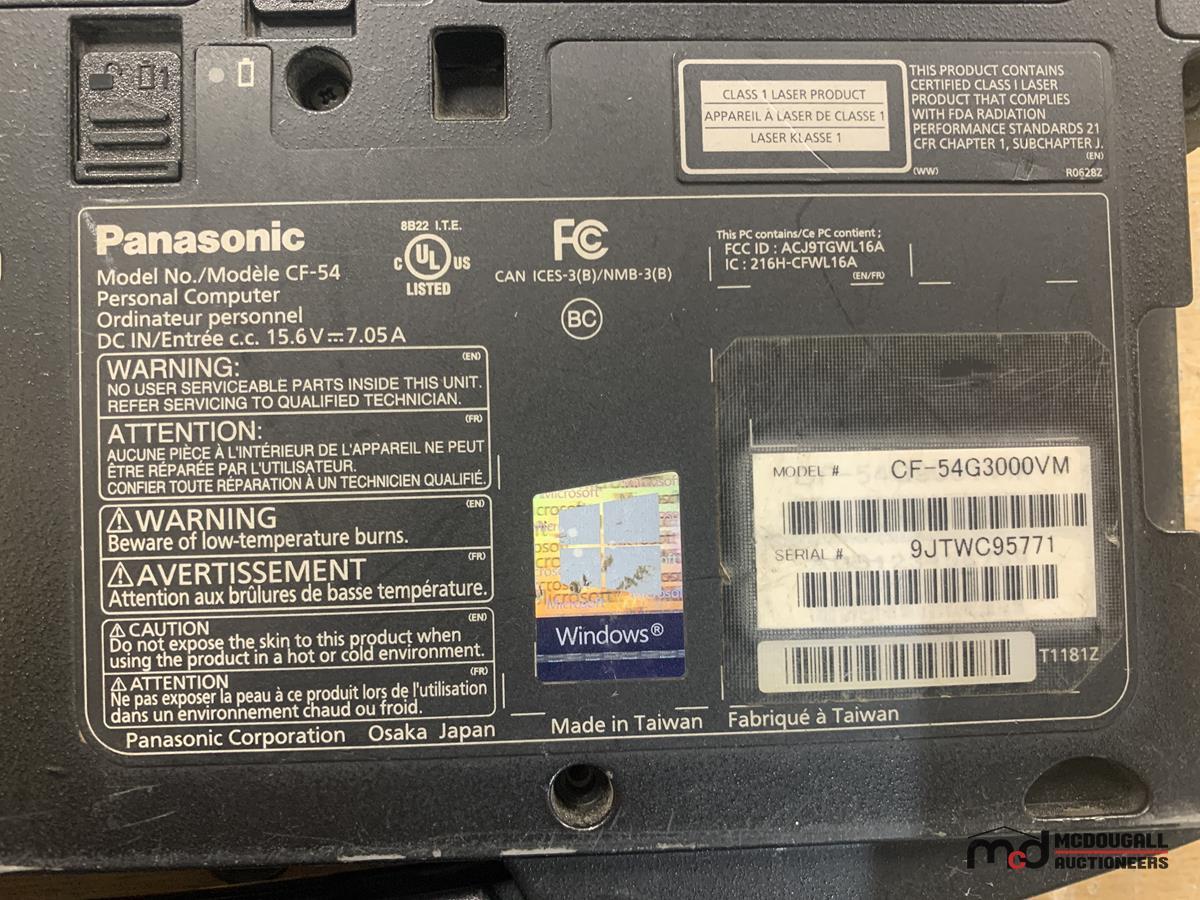 1
CLASS 1 LASER PRODUCT
APPAREIL À LASER DE CLASSE 1
LASER KLASSE 1
(WW)
THIS PRODUCT CONTAINS
CERTIFIED CLASS I LASER
PRODUCT THAT COMPLIES
WITH FDA RADIATION
PERFORMANCE STANDARDS 21
CFR CHAPTER 1, SUBCHAPTER J.
(EN)
R0628Z
Panasonic
Model No./Modèle CF-54
Personal Computer
Ordinateur personnel
DC IN/Entrée c.c. 15.6 V⎓7.05 A
8B22 I.T.E.
C UL US
LISTED
FC
CAN ICES-3(B)/NMB-3(B)
BC
This PC contains/Ce PC contient ;
FCC ID : ACJ9TGWL16A
IC : 216H-CFWL16A
(EN/FR)
WARNING:
(EN)
NO USER SERVICEABLE PARTS INSIDE THIS UNIT.
REFER SERVICING TO QUALIFIED TECHNICIAN.
ATTENTION:
(FR)
AUCUNE PIÈCE À L'INTÉRIEUR DE L'APPAREIL NE PEUT
ÊTRE RÉPARÉE PAR L'UTILISATEUR.
CONFIER TOUTE RÉPARATION À UN TECHNICIEN QUALIFIÉ.
⚠WARNING
(EN)
Beware of low-temperature burns.
⚠AVERTISSEMENT
(FR)
Attention aux brûlures de basse température.
⚠CAUTION
(EN)
Do not expose the skin to this product when
using the product in a hot or cold environment.
⚠ATTENTION
(FR)
Ne pas exposer la peau à ce produit lors de l'utilisation
dans un environnement chaud ou froid.
Panasonic Corporation Osaka Japan
Microsoft
Windows®
MODEL # CF-54G3000VM
SERIAL # 9JTWC95771
T1181Z
Made in Taiwan Fabriqué à Taiwan
mcd MCDOUGALL
AUCTIONEERS